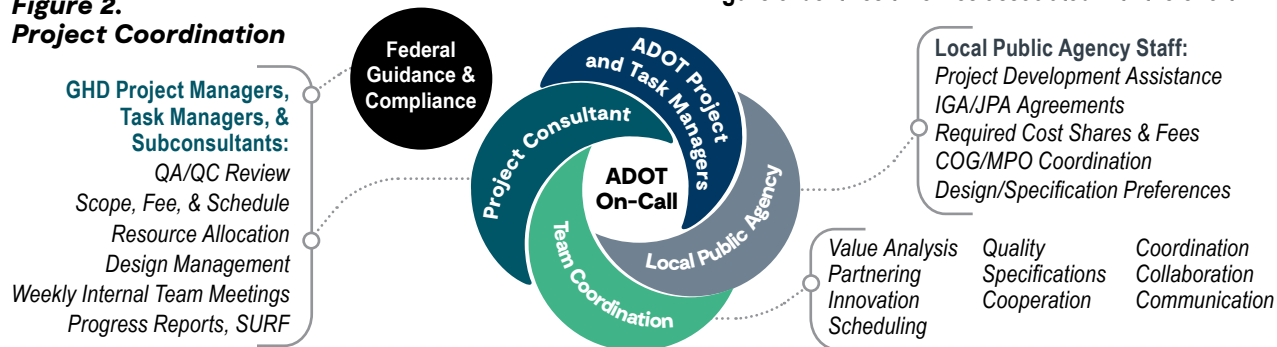 Figure 2.
Project Coordination
GHD Project Managers,
Task Managers, &
Subconsultants:
QA/QC Review
Scope, Fee, & Schedule
Resource Allocation
Design Management
Weekly Internal Team Meetings
Progress Reports, SURF
Federal
Guidance &
Compliance
ADOT Project
and Task Managers
Project Consultant
ADOT
On-Call
Local Public Agency
Team Coordination
Local Public Agency Staff:
Project Development Assistance
IGA/JPA Agreements
Required Cost Shares & Fees
COG/MPO Coordination
Design/Specification Preferences
Value Analysis
Partnering
Innovation
Scheduling
Quality
Specifications
Cooperation
Coordination
Collaboration
Communication